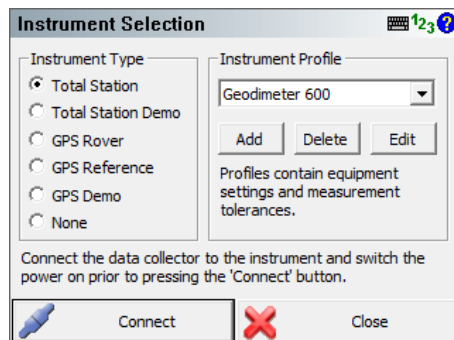 Instrument Selection
123?
Instrument Type
Total Station
Total Station Demo
GPS Rover
GPS Reference
GPS Demo
None
Instrument Profile
Geodimeter 600
Add Delete Edit
Profiles contain equipment
settings and measurement
tolerances.
Connect the data collector to the instrument and switch the
power on prior to pressing the 'Connect' button.
Connect Close